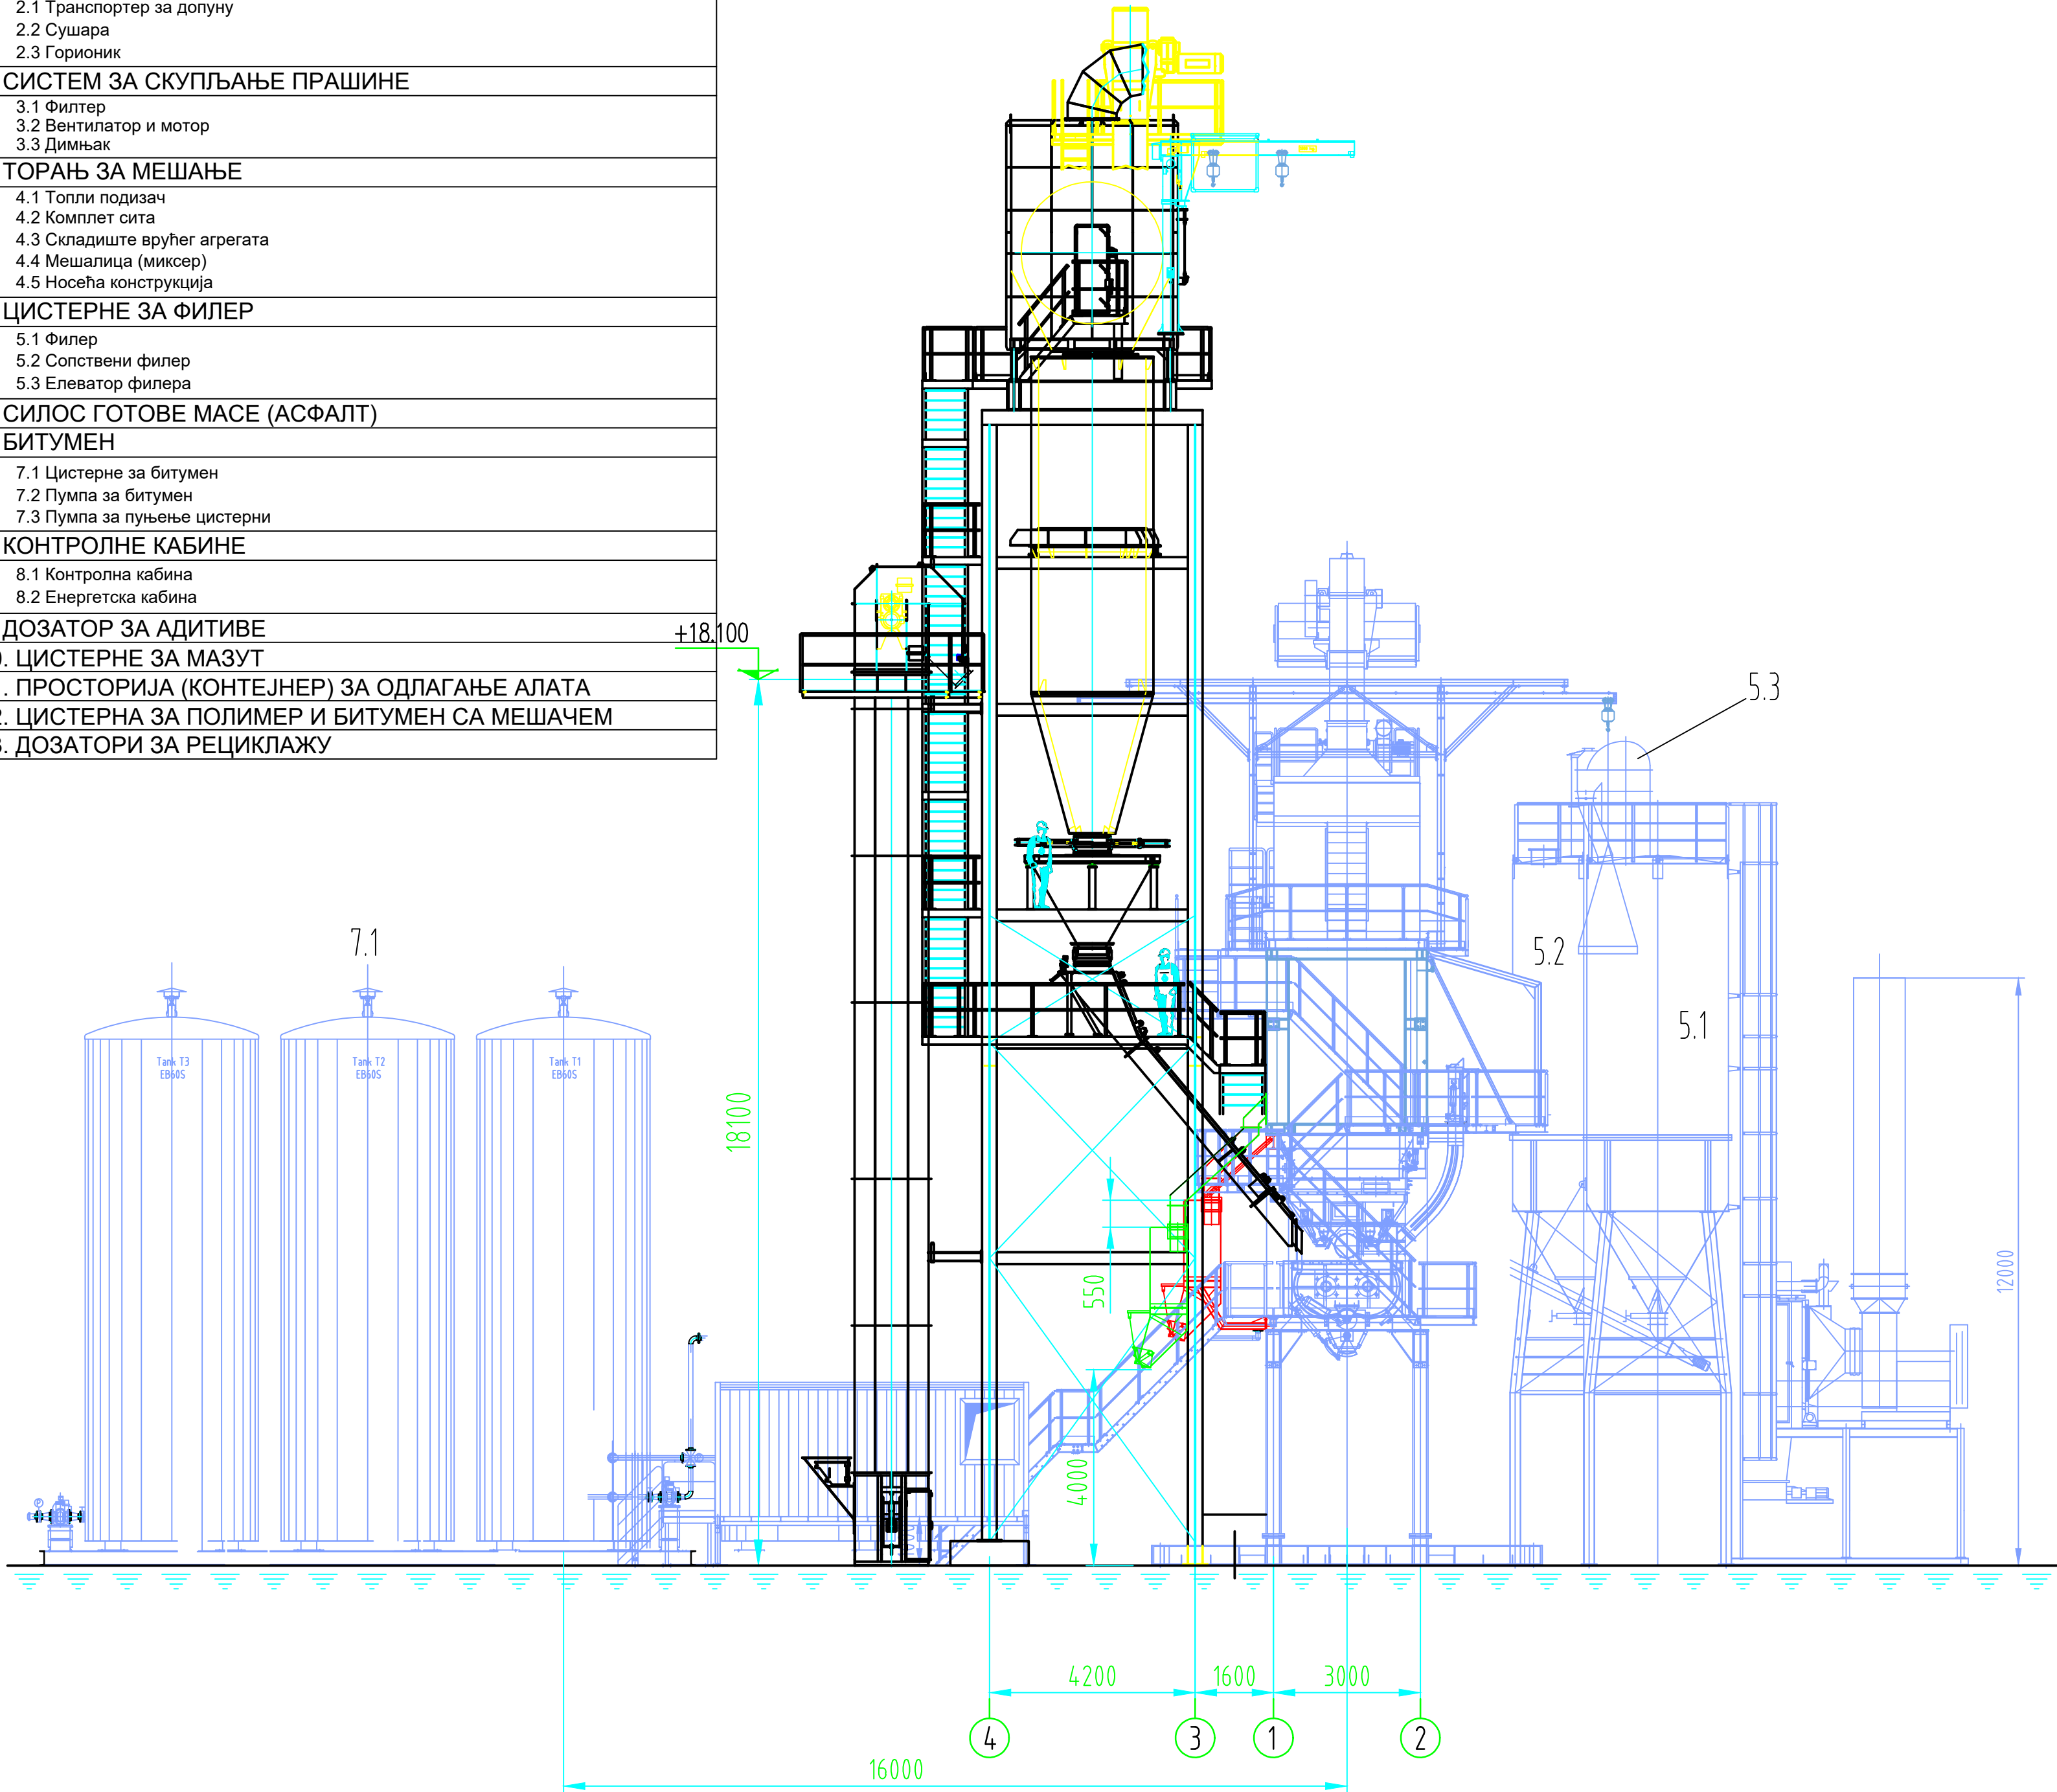 2.1 Транспортер за допуну
2.2 Сушара
2.3 Горионик
СИСТЕМ ЗА СКУПЉАЊЕ ПРАШИНЕ
3.1 Филтер
3.2 Вентилатор и мотор
3.3 Димњак
ТОРАЊ ЗА МЕШАЊЕ
4.1 Топли подизач
4.2 Комплет сита
4.3 Складиште врућег агрегата
4.4 Мешалица (миксер)
4.5 Носећа конструкција
ЦИСТЕРНЕ ЗА ФИЛЕР
5.1 Филер
5.2 Сопствени филер
5.3 Елеватор филера
СИЛОС ГОТОВЕ МАСЕ (АСФАЛТ)
БИТУМЕН
7.1 Цистерне за битумен
7.2 Пумпа за битумен
7.3 Пумпа за пуњење цистерни
КОНТРОЛНЕ КАБИНЕ
8.1 Контролна кабина
8.2 Енергетска кабина
ДОЗАТОР ЗА АДИТИВЕ
. ЦИСТЕРНЕ ЗА МАЗУТ
. ПРОСТОРИЈА (КОНТЕЈНЕР) ЗА ОДЛАГАЊЕ АЛАТА
. ЦИСТЕРНА ЗА ПОЛИМЕР И БИТУМЕН СА МЕШАЧЕМ
. ДОЗАТОРИ ЗА РЕЦИКЛАЖУ
+18.100
5.3
7.1
5.2
5.1
Tank T3
EB60S
Tank T2
EB60S
Tank T1
EB60S
18100
550
12000
4000
4200
1600
3000
4
3
1
2
16000